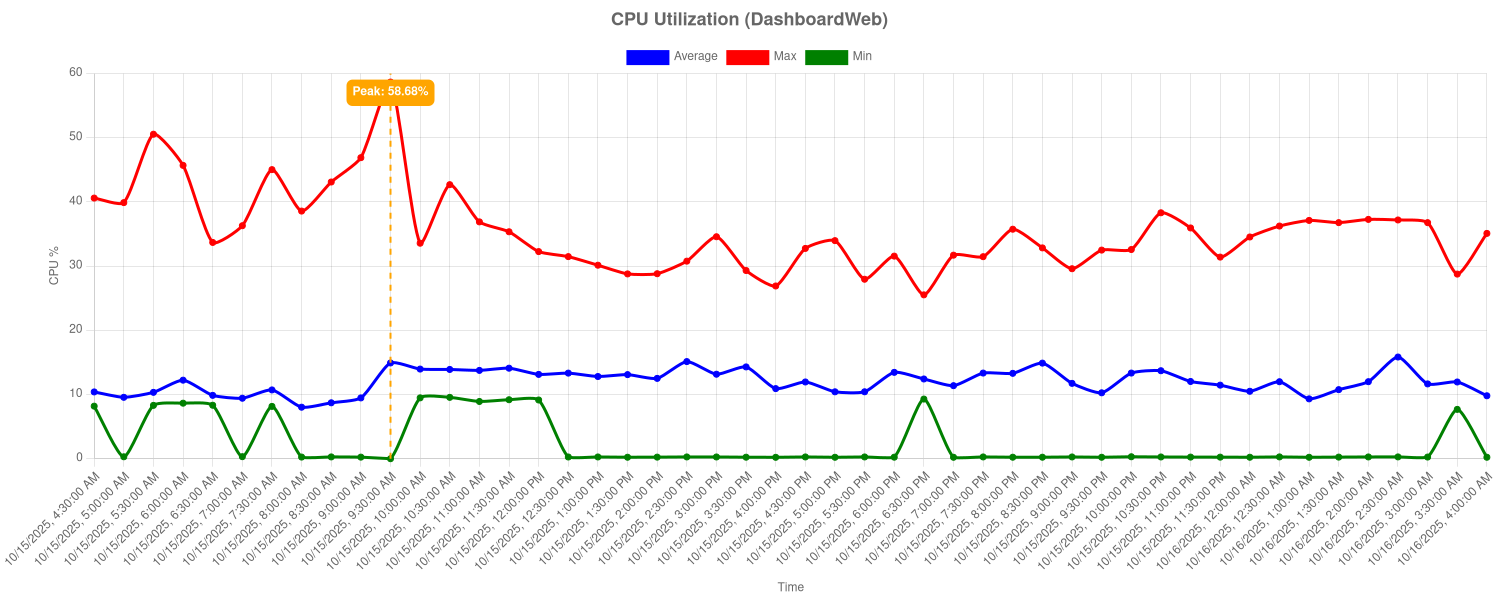 CPU Utilization (DashboardWeb)
Average Max Min
Peak: 58.68%
60
50
40
30
20
10
0
CPU %
10/15/2025, 4:30:00 AM
10/15/2025, 5:00:00 AM
10/15/2025, 5:30:00 AM
10/15/2025, 6:00:00 AM
10/15/2025, 6:30:00 AM
10/15/2025, 7:00:00 AM
10/15/2025, 7:30:00 AM
10/15/2025, 8:00:00 AM
10/15/2025, 8:30:00 AM
10/15/2025, 9:00:00 AM
10/15/2025, 9:30:00 AM
10/15/2025, 10:00:00 AM
10/15/2025, 10:30:00 AM
10/15/2025, 11:00:00 AM
10/15/2025, 11:30:00 AM
10/15/2025, 12:00:00 PM
10/15/2025, 12:30:00 PM
10/15/2025, 1:00:00 PM
10/15/2025, 1:30:00 PM
10/15/2025, 2:00:00 PM
10/15/2025, 2:30:00 PM
10/15/2025, 3:00:00 PM
10/15/2025, 3:30:00 PM
10/15/2025, 4:00:00 PM
10/15/2025, 4:30:00 PM
10/15/2025, 5:00:00 PM
10/15/2025, 5:30:00 PM
10/15/2025, 6:00:00 PM
10/15/2025, 6:30:00 PM
10/15/2025, 7:00:00 PM
10/15/2025, 7:30:00 PM
10/15/2025, 8:00:00 PM
10/15/2025, 8:30:00 PM
10/15/2025, 9:00:00 PM
10/15/2025, 9:30:00 PM
10/15/2025, 10:00:00 PM
10/15/2025, 10:30:00 PM
10/15/2025, 11:00:00 PM
10/15/2025, 11:30:00 PM
10/16/2025, 12:00:00 AM
10/16/2025, 12:30:00 AM
10/16/2025, 1:00:00 AM
10/16/2025, 1:30:00 AM
10/16/2025, 2:00:00 AM
10/16/2025, 2:30:00 AM
10/16/2025, 3:00:00 AM
10/16/2025, 3:30:00 AM
10/16/2025, 4:00:00 AM
Time